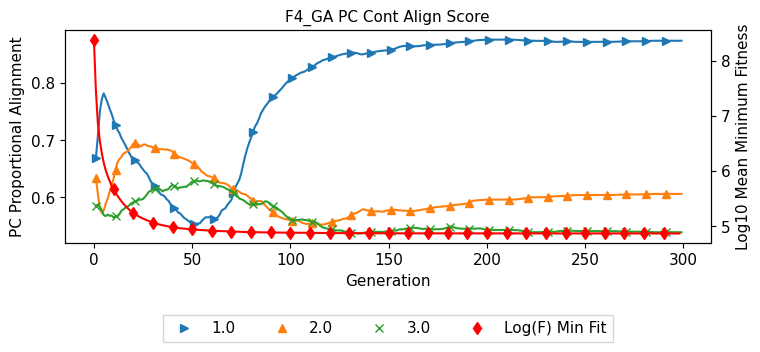 F4_GA PC Cont Align Score
PC Proportional Alignment
0.8
0.7
0.6
8
7
6
5
Log10 Mean Minimum Fitness
0 50 100 150 200 250 300
Generation
1.0 2.0 3.0 Log(F) Min Fit